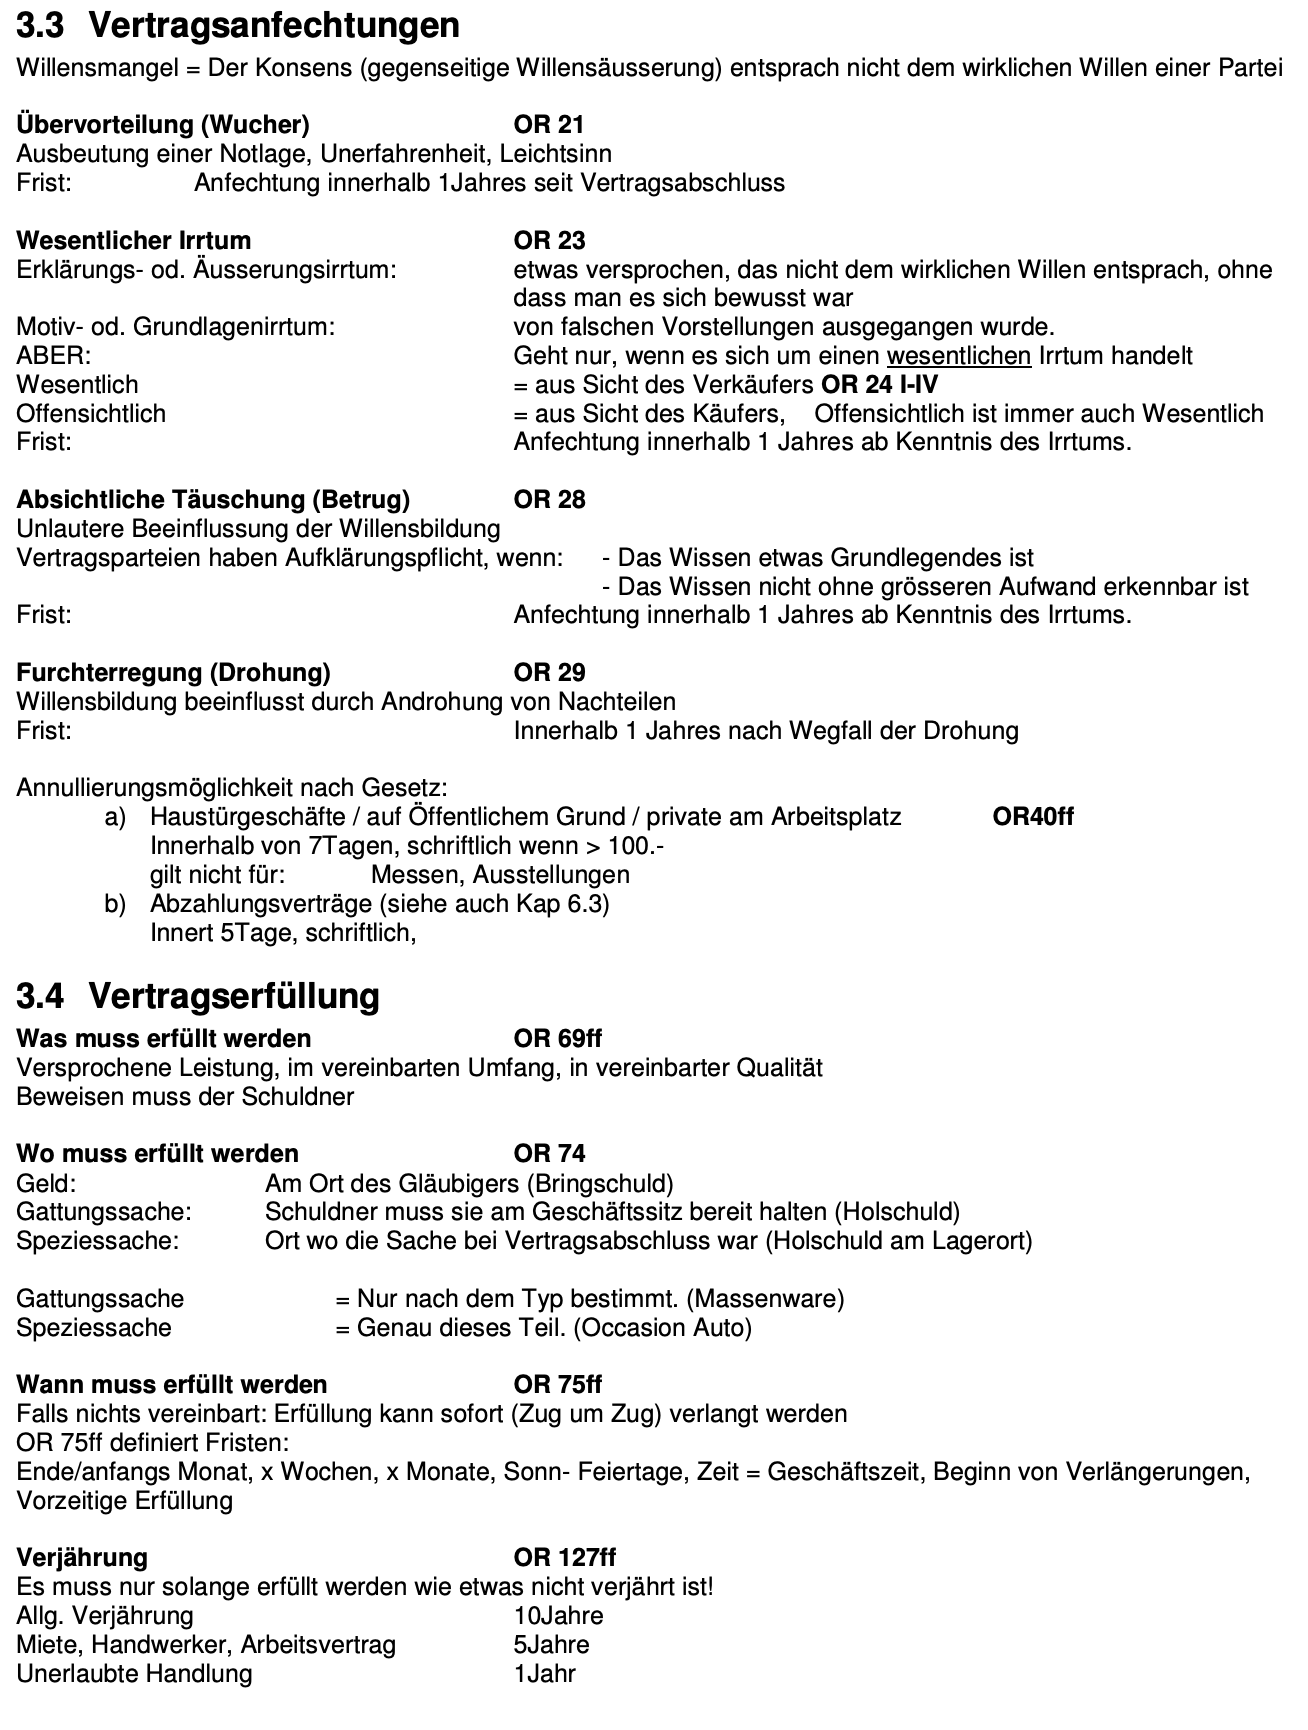 3.3 Vertragsanfechtungen
Willensmangel = Der Konsens (gegenseitige Willensäusserung) entsprach nicht dem wirklichen Willen einer Partei
Übervorteilung (Wucher) OR 21
Ausbeutung einer Notlage, Unerfahrenheit, Leichtsinn
Frist: Anfechtung innerhalb 1Jahres seit Vertragsabschluss
Wesentlicher Irrtum OR 23
Erklärungs- od. Äusserungsirrtum: etwas versprochen, das nicht dem wirklichen Willen entsprach, ohne
dass man es sich bewusst war
Motiv- od. Grundlagenirrtum: von falschen Vorstellungen ausgegangen wurde.
ABER: Geht nur, wenn es sich um einen wesentlichen Irrtum handelt
Wesentlich = aus Sicht des Verkäufers OR 24 I-IV
Offensichtlich = aus Sicht des Käufers, Offensichtlich ist immer auch Wesentlich
Frist: Anfechtung innerhalb 1 Jahres ab Kenntnis des Irrtums.
Absichtliche Täuschung (Betrug) OR 28
Unlautere Beeinflussung der Willensbildung
Vertragsparteien haben Aufklärungspflicht, wenn: - Das Wissen etwas Grundlegendes ist
- Das Wissen nicht ohne grösseren Aufwand erkennbar ist
Frist: Anfechtung innerhalb 1 Jahres ab Kenntnis des Irrtums.
Furchterregung (Drohung) OR 29
Willensbildung beeinflusst durch Androhung von Nachteilen
Frist: Innerhalb 1 Jahres nach Wegfall der Drohung
Annullierungsmöglichkeit nach Gesetz:
a) Haustürgeschäfte / auf Öffentlichem Grund / private am Arbeitsplatz OR40ff
Innerhalb von 7Tagen, schriftlich wenn > 100.-
gilt nicht für: Messen, Ausstellungen
b) Abzahlungsverträge (siehe auch Kap 6.3)
Innert 5Tage, schriftlich,
3.4 Vertragserfüllung
Was muss erfüllt werden OR 69ff
Versprochene Leistung, im vereinbarten Umfang, in vereinbarter Qualität
Beweisen muss der Schuldner
Wo muss erfüllt werden OR 74
Geld: Am Ort des Gläubigers (Bringschuld)
Gattungssache: Schuldner muss sie am Geschäftssitz bereit halten (Holschuld)
Speziessache: Ort wo die Sache bei Vertragsabschluss war (Holschuld am Lagerort)
Gattungssache = Nur nach dem Typ bestimmt. (Massenware)
Speziessache = Genau dieses Teil. (Occasion Auto)
Wann muss erfüllt werden OR 75ff
Falls nichts vereinbart: Erfüllung kann sofort (Zug um Zug) verlangt werden
OR 75ff definiert Fristen:
Ende/anfangs Monat, x Wochen, x Monate, Sonn- Feiertage, Zeit = Geschäftszeit, Beginn von Verlängerungen,
Vorzeitige Erfüllung
Verjährung OR 127ff
Es muss nur solange erfüllt werden wie etwas nicht verjährt ist!
Allg. Verjährung 10Jahre
Miete, Handwerker, Arbeitsvertrag 5Jahre
Unerlaubte Handlung 1Jahr